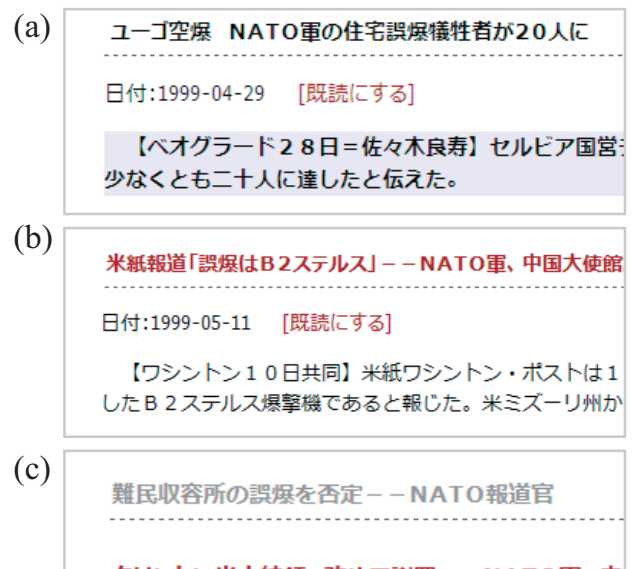 (a)
ユーゴ空爆 NATO軍の住宅誤爆犠牲者が20人に
日付:1999-04-29 [既読にする]
【ベオグラード２８日＝佐々木良寿】セルビア国営
少なくとも二十人に達したと伝えた。
(b)
米紙報道「誤爆はB2ステルス」－－NATO軍、中国大使館
日付:1999-05-11 [既読にする]
【ワシントン１０日共同】米紙ワシントン・ポストは１
したＢ２ステルス爆撃機であると報じた。米ミズーリ州か
(c)
難民収容所の誤爆を否定－－NATO報道官